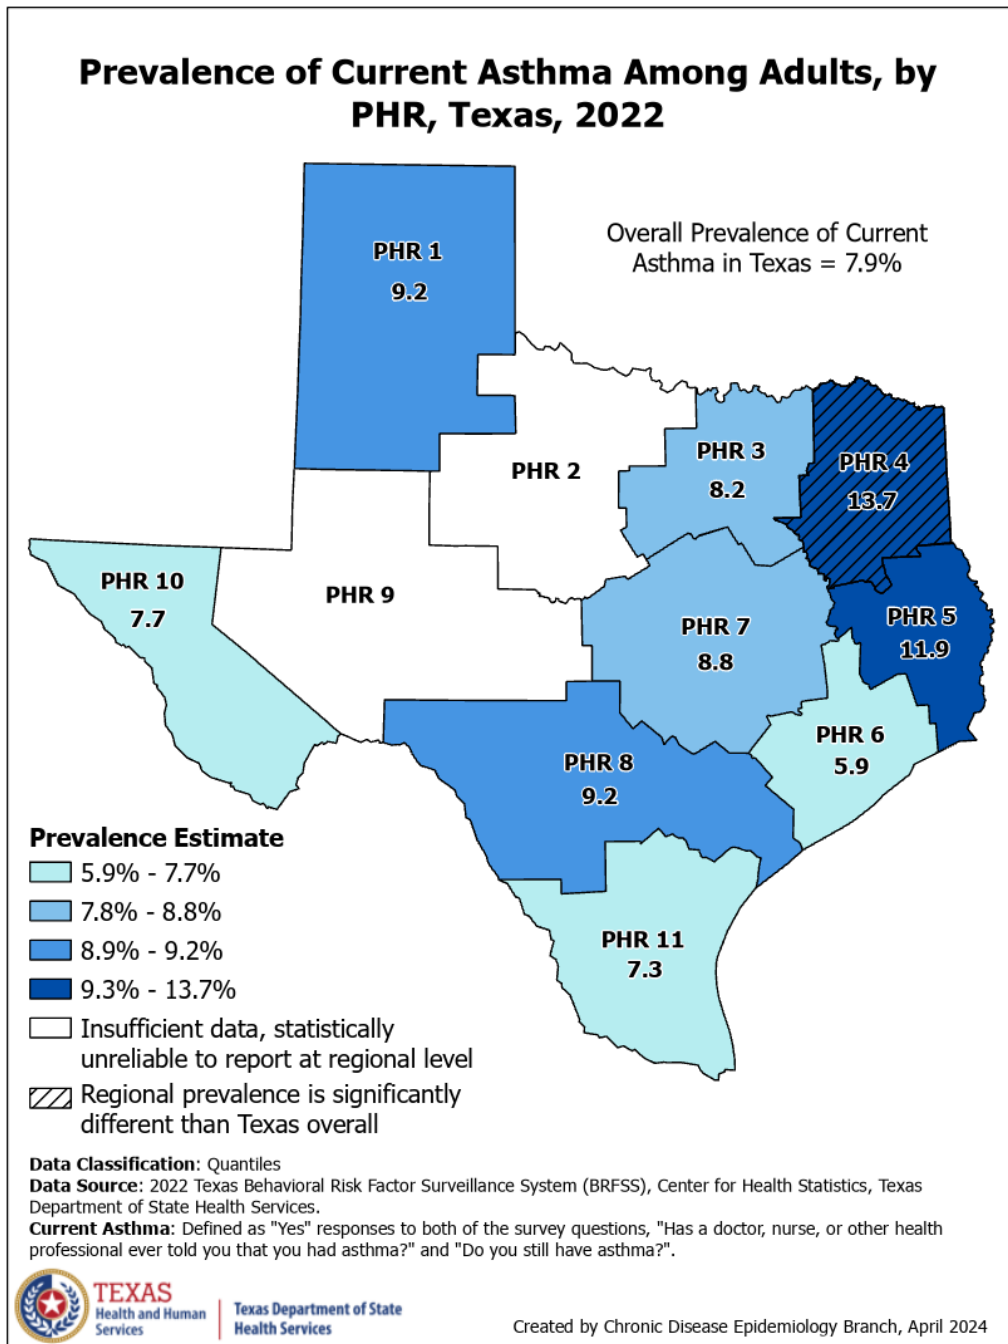 Prevalence of Current Asthma Among Adults, by
PHR, Texas, 2022
Overall Prevalence of Current
Asthma in Texas = 7.9%
PHR 1
9.2
PHR 2
PHR 3
8.2
PHR 4
13.7
PHR 10
7.7
PHR 9
PHR 7
8.8
PHR 5
11.9
PHR 6
5.9
PHR 8
9.2
PHR 11
7.3
Prevalence Estimate
5.9% - 7.7%
7.8% - 8.8%
8.9% - 9.2%
9.3% - 13.7%
Insufficient data, statistically
unreliable to report at regional level
Regional prevalence is significantly
different than Texas overall
Data Classification: Quantiles
Data Source: 2022 Texas Behavioral Risk Factor Surveillance System (BRFSS), Center for Health Statistics, Texas
Department of State Health Services.
Current Asthma: Defined as "Yes" responses to both of the survey questions, "Has a doctor, nurse, or other health
professional ever told you that you had asthma?" and "Do you still have asthma?".
TEXAS
Health and Human
Services
Texas Department of State
Health Services
Created by Chronic Disease Epidemiology Branch, April 2024